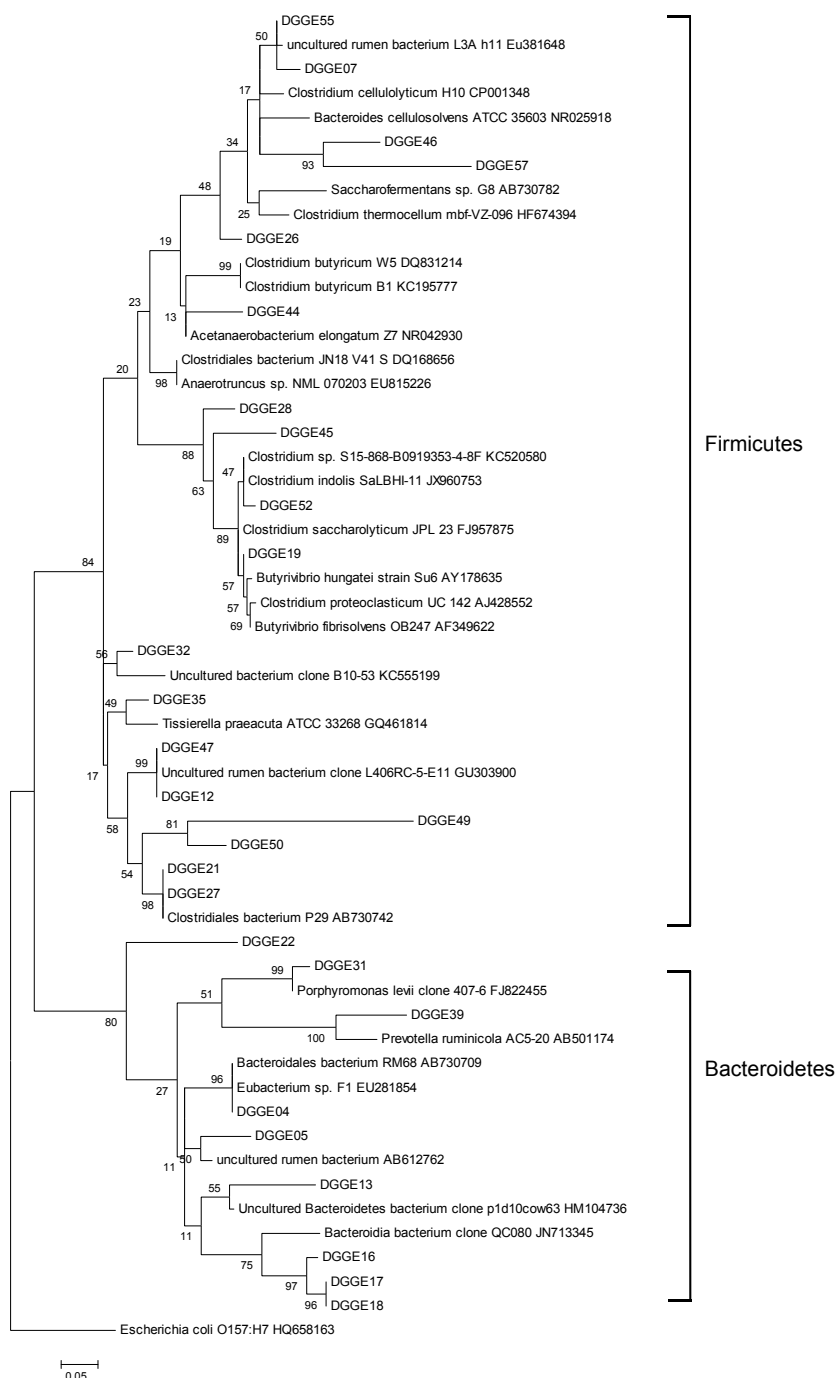 DGGE55
50
uncultured rumen bacterium L3A h11 Eu381648
DGGE07
17
Clostridium cellulolyticum H10 CP001348
Bacteroides cellulosolvens ATCC 35603 NR025918
34
DGGE46
93
DGGE57
48
Saccharofermentans sp. G8 AB730782
25
Clostridium thermocellum mbf-VZ-096 HF674394
19
DGGE26
99
Clostridium butyricum W5 DQ831214
Clostridium butyricum B1 KC195777
23
DGGE44
13
Acetanaerobacterium elongatum Z7 NR042930
Clostridiales bacterium JN18 V41 S DQ168656
20
98
Anaerotruncus sp. NML 070203 EU815226
DGGE28
DGGE45
88
Firmicutes
Clostridium sp. S15-868-B0919353-4-8F KC520580
47
Clostridium indolis SaLBHI-11 JX960753
63
DGGE52
Clostridium saccharolyticum JPL 23 FJ957875
89
DGGE19
84
Butyrivibrio hungatei strain Su6 AY178635
57
Clostridium proteoclasticum UC 142 AJ428552
57
69
Butyrivibrio fibrisolvens OB247 AF349622
DGGE32
56
Uncultured bacterium clone B10-53 KC555199
DGGE35
49
Tissierella praeacuta ATCC 33268 GQ461814
DGGE47
99
Uncultured rumen bacterium clone L406RC-5-E11 GU303900
17
DGGE12
DGGE49
81
58
DGGE50
DGGE21
54
DGGE27
98
Clostridiales bacterium P29 AB730742
DGGE22
DGGE31
99
Porphyromonas levii clone 407-6 FJ822455
51
DGGE39
80
100
Prevotella ruminicola AC5-20 AB501174
Bacteroidales bacterium RM68 AB730709
Bacteroidetes
96
Eubacterium sp. F1 EU281854
27
DGGE04
DGGE05
50
uncultured rumen bacterium AB612762
11
DGGE13
55
Uncultured Bacteroidetes bacterium clone p1d10cow63 HM104736
11
Bacteroidia bacterium clone QC080 JN713345
DGGE16
75
DGGE17
97
DGGE18
96
Escherichia coli O157:H7 HQ658163
0.05